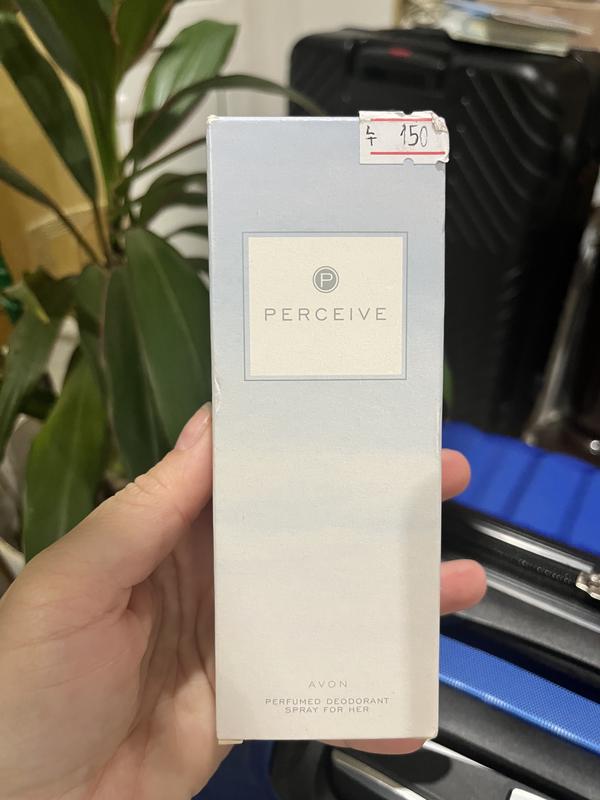 150
P
PERCEIVE
AVON
PERFUMED DEODORANT
SPRAY FOR HER